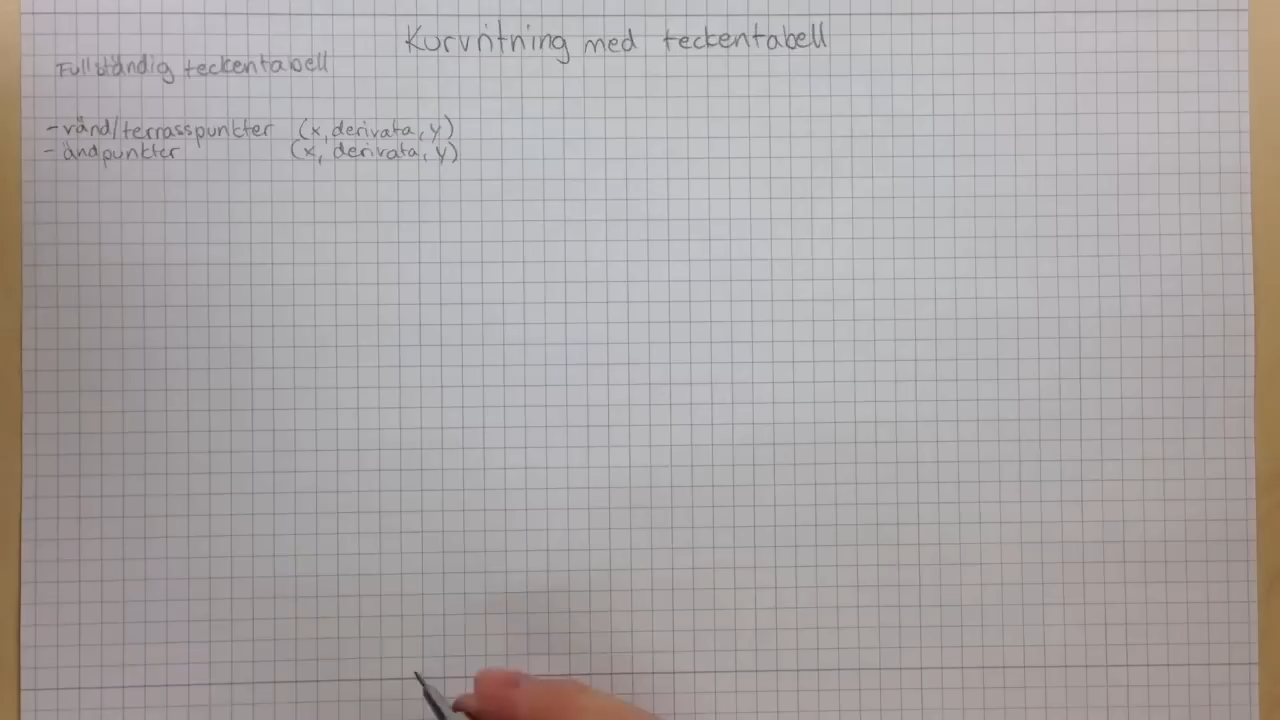 Kurvritning med teckentabell
Fullständig teckentabell
-vänd/terrasspunkter (x, derivata, y)
-ändpunkter (x, derivata, y)